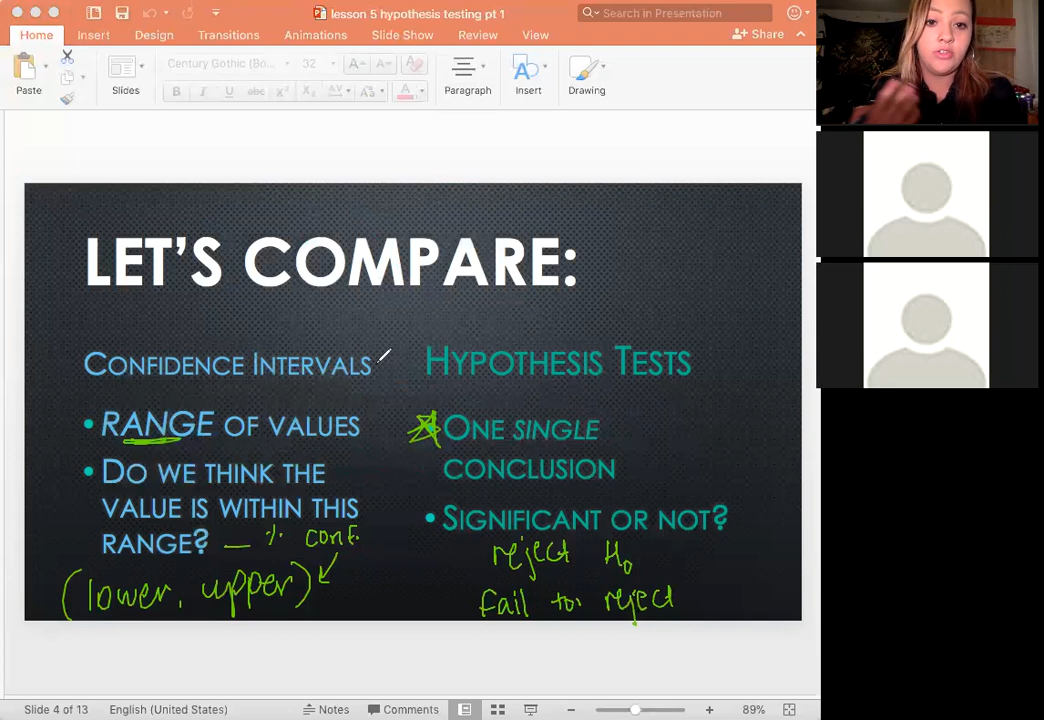 lesson 5 hypothesis testing pt 1
Search in Presentation
Home Insert Design Transitions Animations Slide Show Review View Share
Century Gothic (Bo... 32
Paste Slides Paragraph Insert Drawing
LET'S COMPARE:
CONFIDENCE INTERVALS
• RANGE OF VALUES
• DO WE THINK THE
VALUE IS WITHIN THIS
RANGE? __ % conf.
(lower, upper)
HYPOTHESIS TESTS
• ONE SINGLE
CONCLUSION
• SIGNIFICANT OR NOT?
reject H₀
Fail to reject
Slide 4 of 13 English (United States) Notes Comments 89%